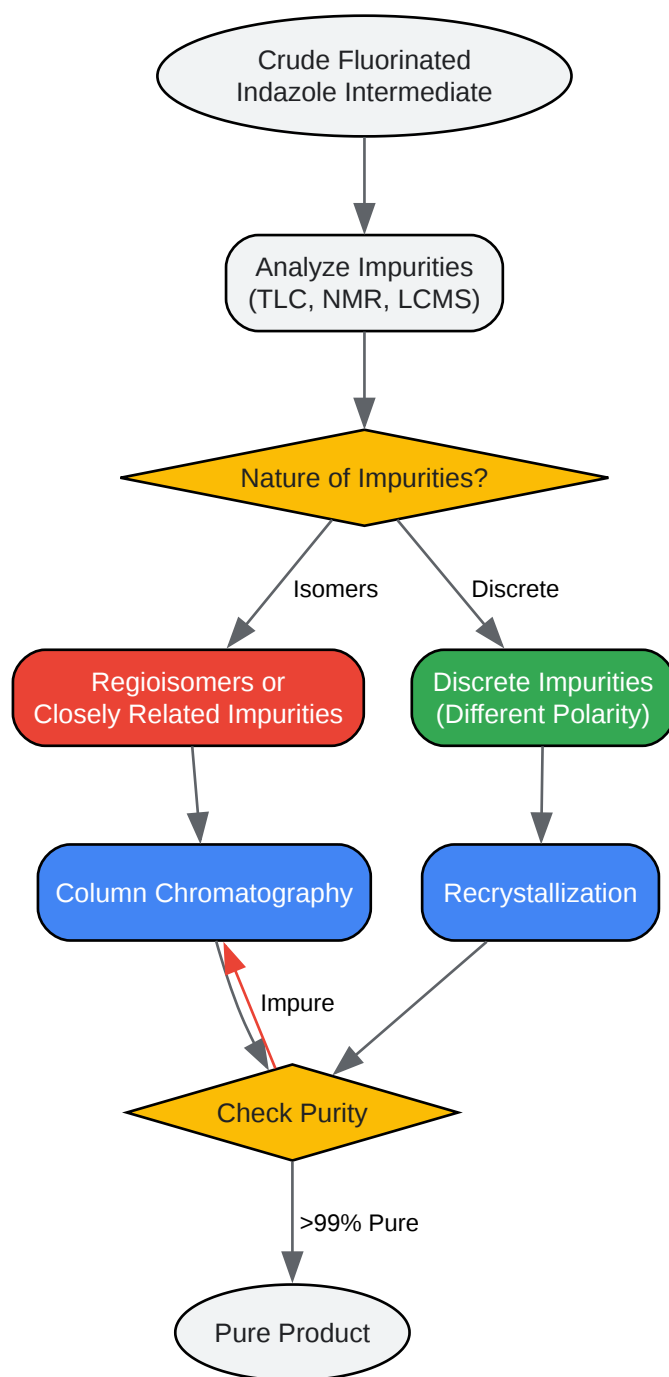 Crude Fluorinated
Indazole Intermediate
Analyze Impurities
(TLC, NMR, LCMS)
Nature of Impurities?
Isomers
Discrete
Regioisomers or
Closely Related Impurities
Discrete Impurities
(Different Polarity)
Column Chromatography
Recrystallization
Impure
Check Purity
>99% Pure
Pure Product